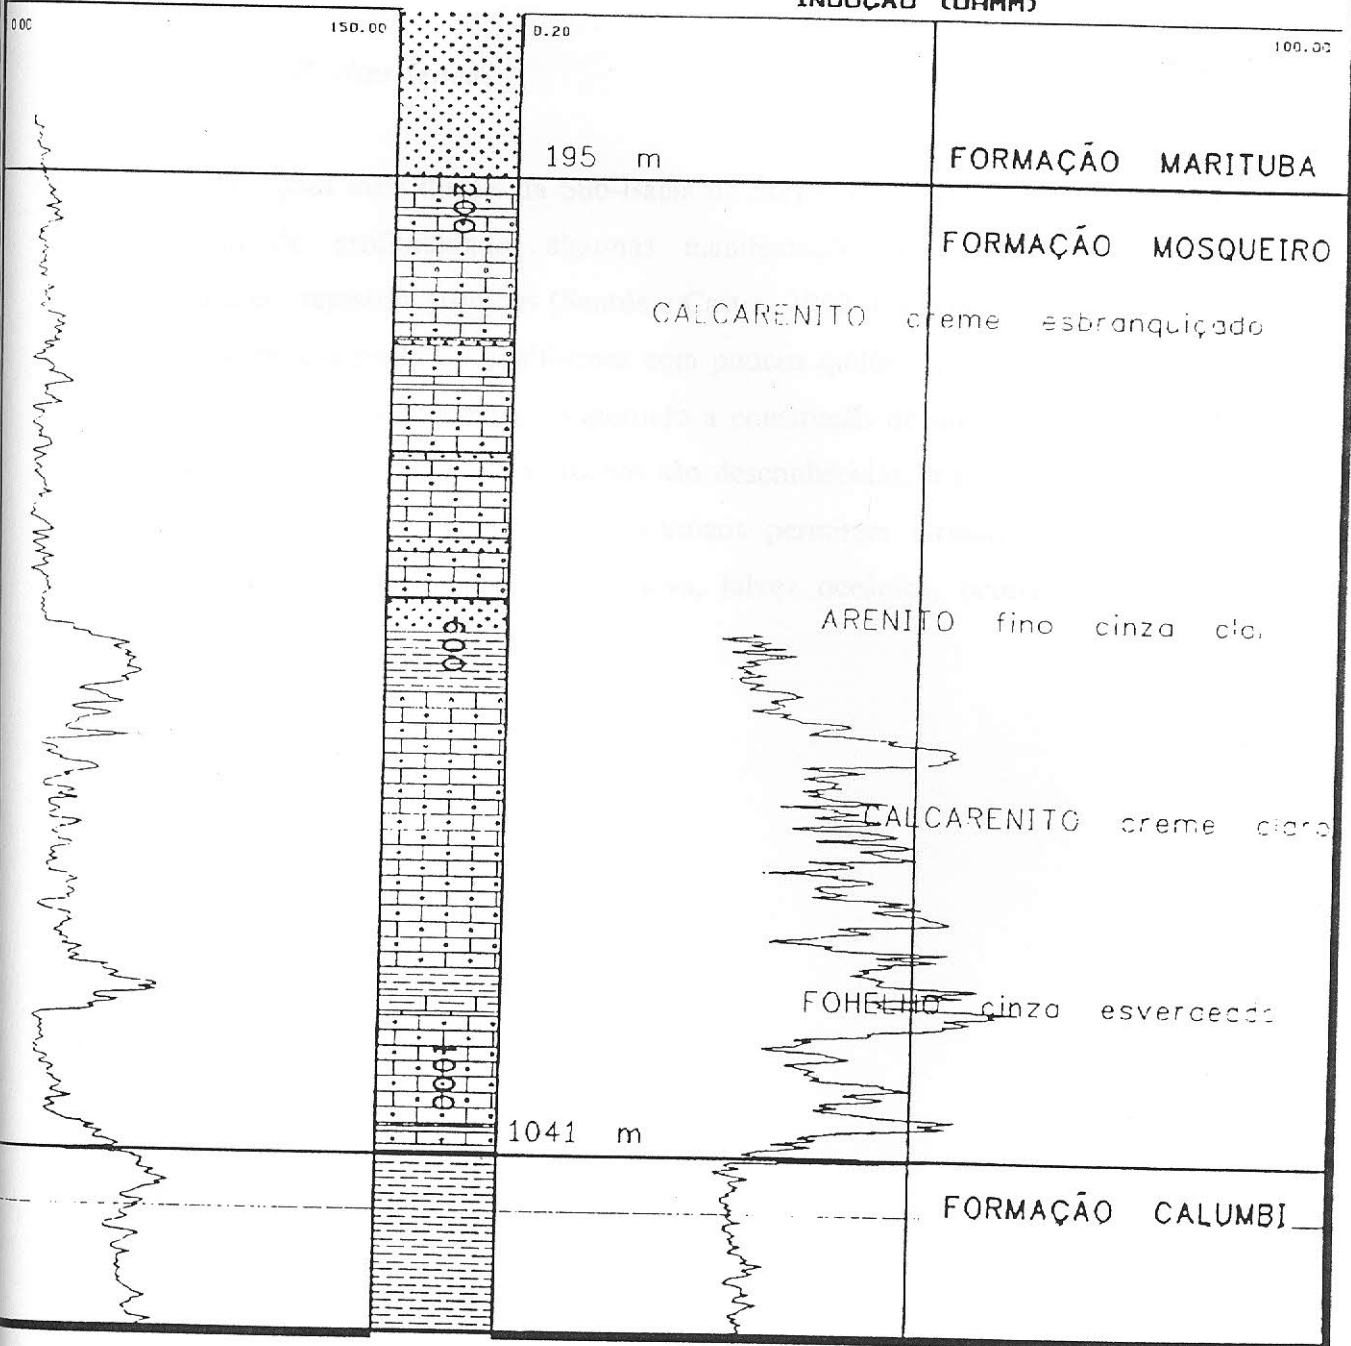 INDUÇÃO (OHMM)
150.00
0.20
100.00
195 m
FORMAÇÃO MARITUBA
200
FORMAÇÃO MOSQUEIRO
CALCARENITO creme esbranquiçado
ARENITO fino cinza
600
CALCARENITO creme claro
FOHELHO cinza
1000
1041 m
FORMAÇÃO CALUMBI